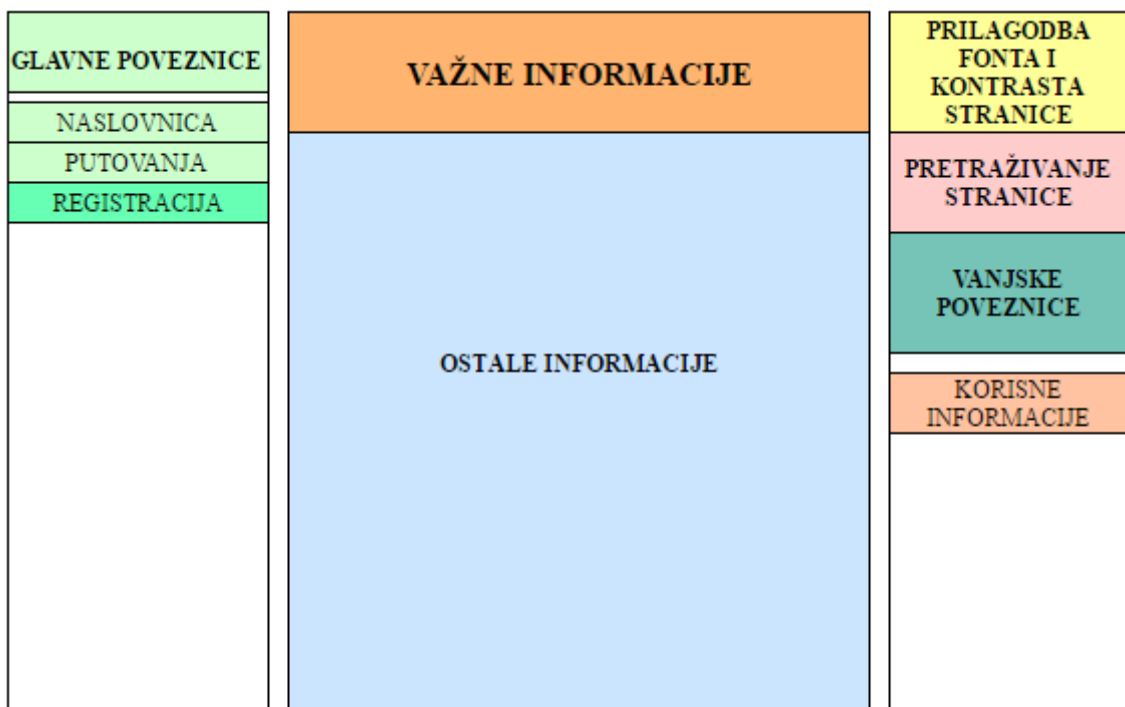 GLAVNE POVEZNICE
NASLOVNICA
PUTOVANJA
REGISTRACIJA
VAŽNE INFORMACIJE
OSTALE INFORMACIJE
PRILAGODBA
FONTA I
KONTRASTA
STRANICE
PRETRAŽIVANJE
STRANICE
VANJSKE
POVEZNICE
KORISNE
INFORMACIJE